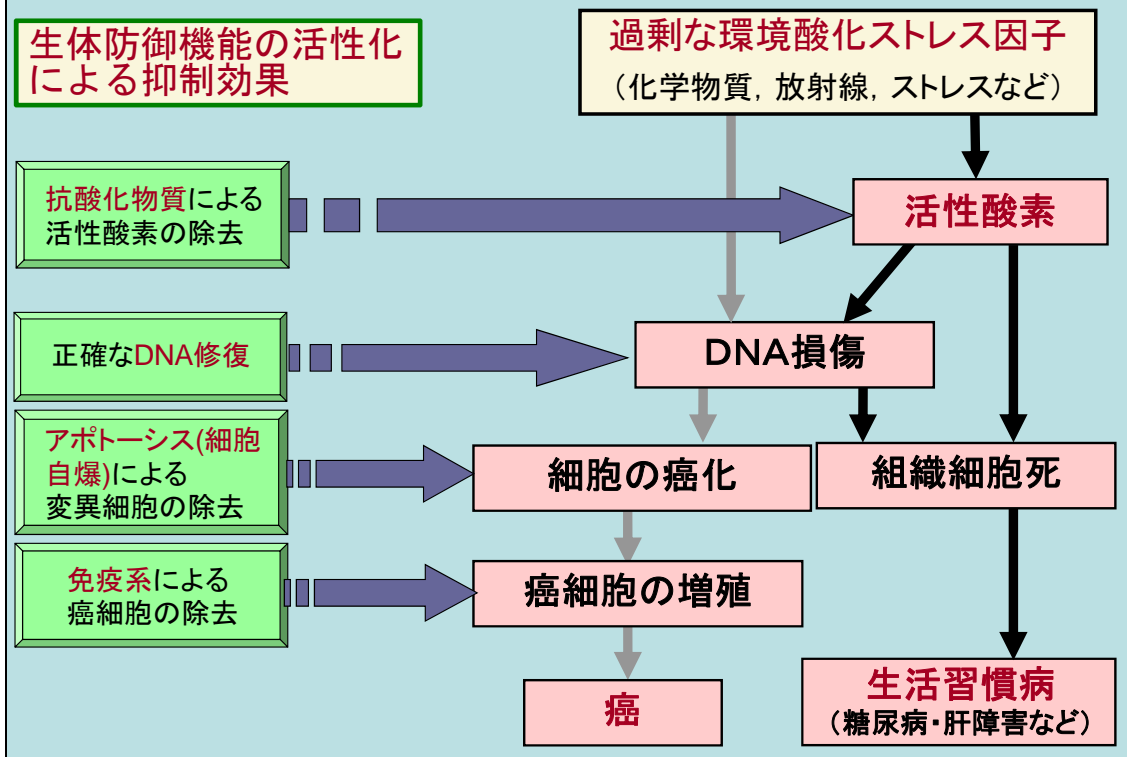 生体防御機能の活性化
による抑制効果
過剰な環境酸化ストレス因子
（化学物質，放射線，ストレスなど）
抗酸化物質による
活性酸素の除去
活性酸素
正確なDNA修復
DNA損傷
アポトーシス(細胞
自爆)による
変異細胞の除去
細胞の癌化
組織細胞死
免疫系による
癌細胞の除去
癌細胞の増殖
癌
生活習慣病
（糖尿病・肝障害など）